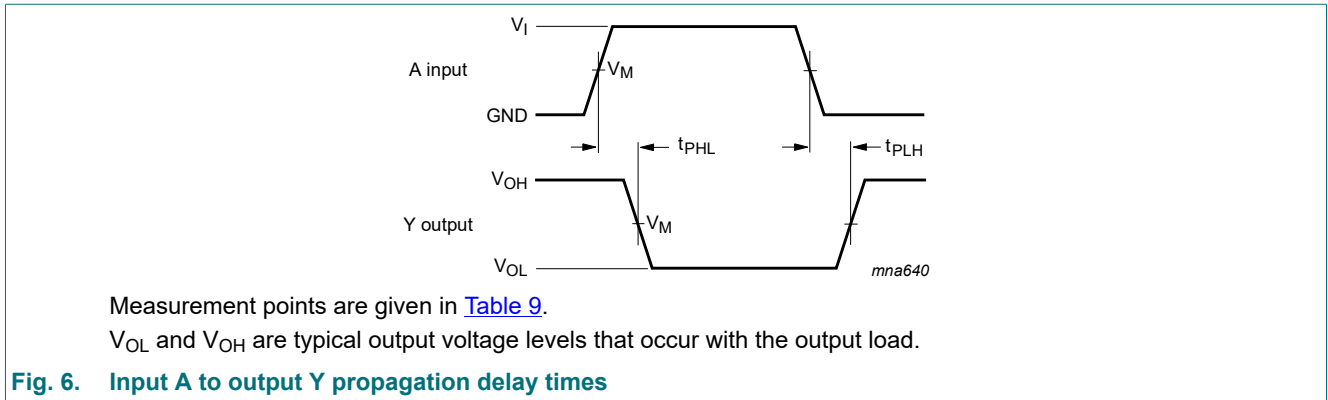 V_I
A input
V_M
GND
t_PHL
t_PLH
V_OH
Y output
V_M
V_OL
mna640
Measurement points are given in Table 9.
V_OL and V_OH are typical output voltage levels that occur with the output load.
Fig. 6. Input A to output Y propagation delay times